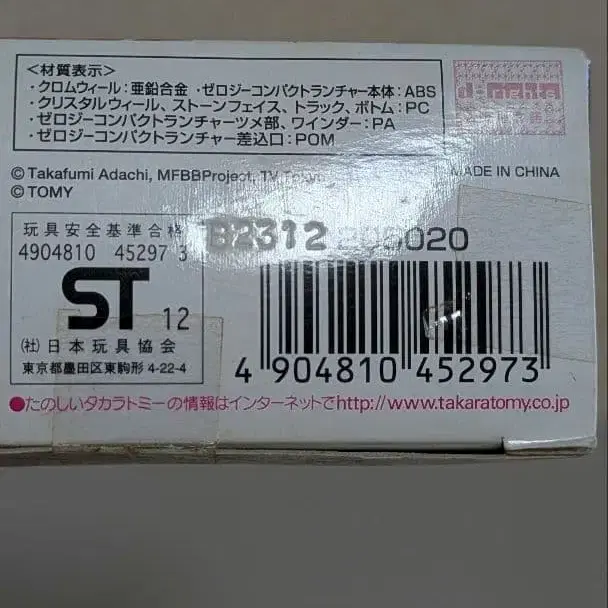 <材質表示>
・クロムウィール:亜鉛合金 ・ゼロジーコンパクトランチャー本体:ABS
・クリスタルウィール、ストーンフェイス、トラック、ボトム:PC
・ゼロジーコンパクトランチャーツメ部、ワインダー:PA
・ゼロジーコンパクトランチャー差込口:POM
d-rights
© Takafumi Adachi, MFBBProject, TV Tokyo
© TOMY
MADE IN CHINA
玩具安全基準合格
4904810 45297 3
ST 12
(社)日本玩具協会
東京都墨田区東駒形 4-22-4
B2312
020
4 904810 452973
●たのしいタカラトミーの情報はインターネットでhttp://www.takaratomy.co.jp